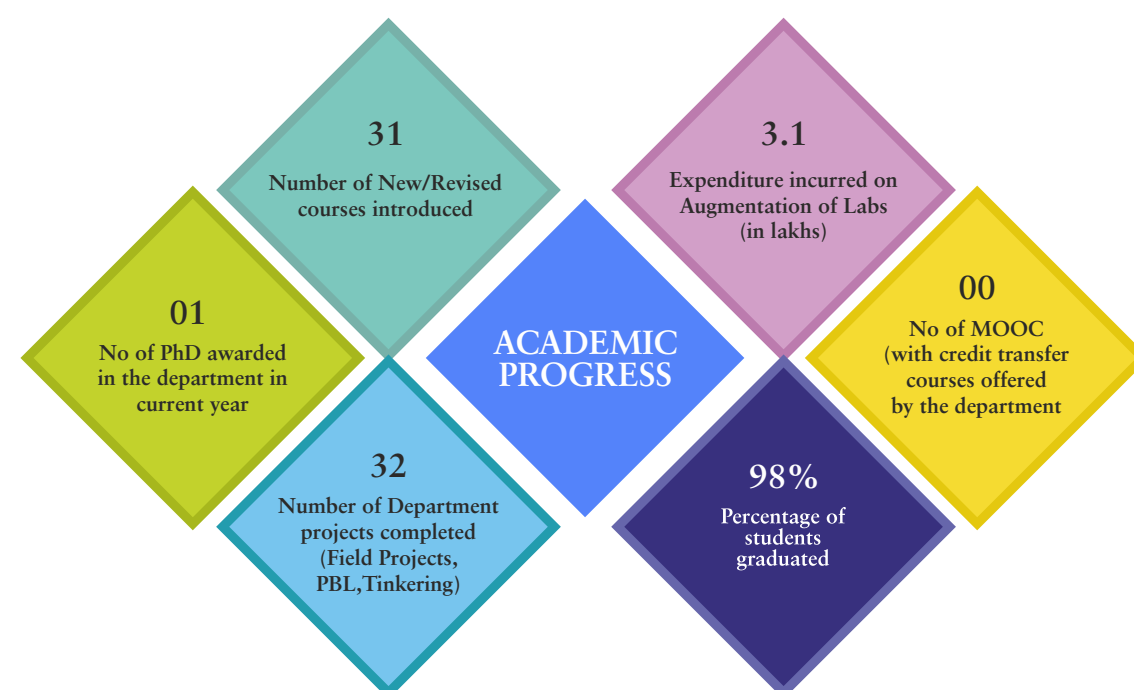 31
Number of New/Revised
courses introduced
3.1
Expenditure incurred on
Augmentation of Labs
(in lakhs)
01
No of PhD awarded
in the department in
current year
ACADEMIC
PROGRESS
00
No of MOOC
(with credit transfer
courses offered
by the department
32
Number of Department
projects completed
(Field Projects,
PBL,Tinkering)
98%
Percentage of
students
graduated